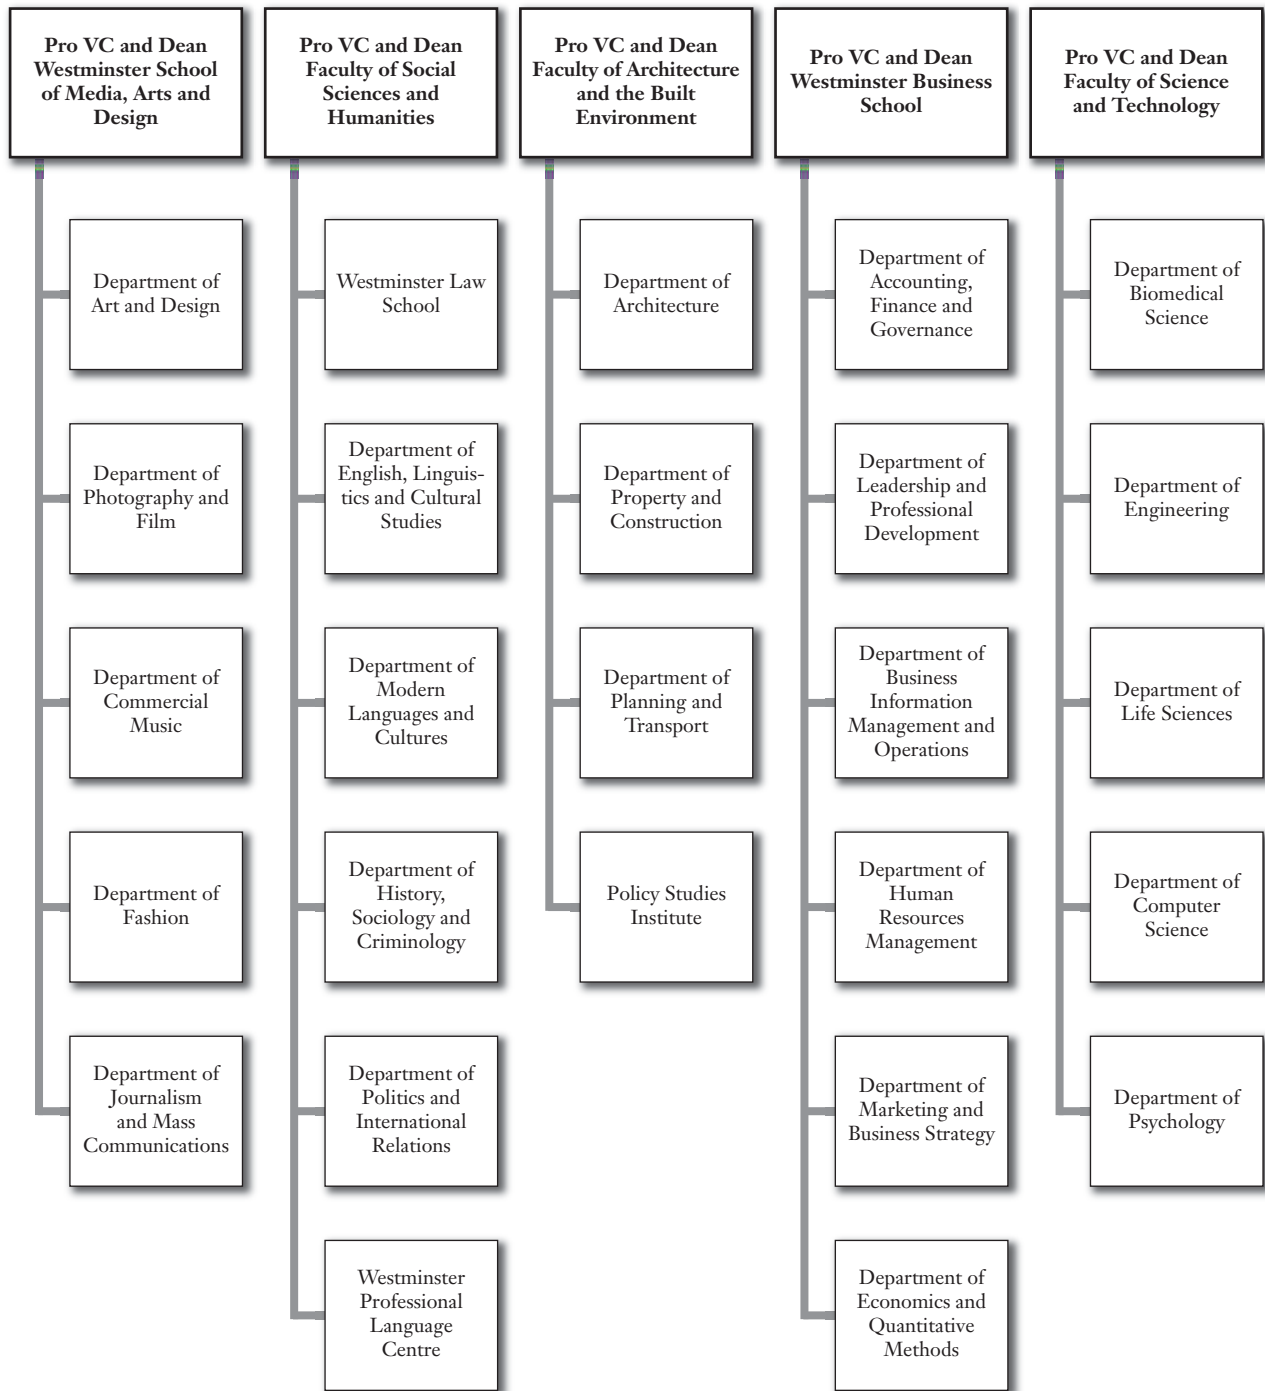 Pro VC and Dean
Westminster School
of Media, Arts and
Design
Department of
Art and Design
Department of
Photography and
Film
Department of
Commercial
Music
Department of
Fashion
Department of
Journalism
and Mass
Communications
Pro VC and Dean
Faculty of Social
Sciences and
Humanities
Westminster Law
School
Department of
English, Linguis-
tics and Cultural
Studies
Department of
Modern
Languages and
Cultures
Department of
History,
Sociology and
Criminology
Department of
Politics and
International
Relations
Westminster
Professional
Language
Centre
Pro VC and Dean
Faculty of Architecture
and the Built
Environment
Department of
Architecture
Department of
Property and
Construction
Department of
Planning and
Transport
Policy Studies
Institute
Pro VC and Dean
Westminster Business
School
Department of
Accounting,
Finance and
Governance
Department of
Leadership and
Professional
Development
Department of
Business
Information
Management and
Operations
Department of
Human
Resources
Management
Department of
Marketing and
Business Strategy
Department of
Economics and
Quantitative
Methods
Pro VC and Dean
Faculty of Science
and Technology
Department of
Biomedical
Science
Department of
Engineering
Department of
Life Sciences
Department of
Computer
Science
Department of
Psychology